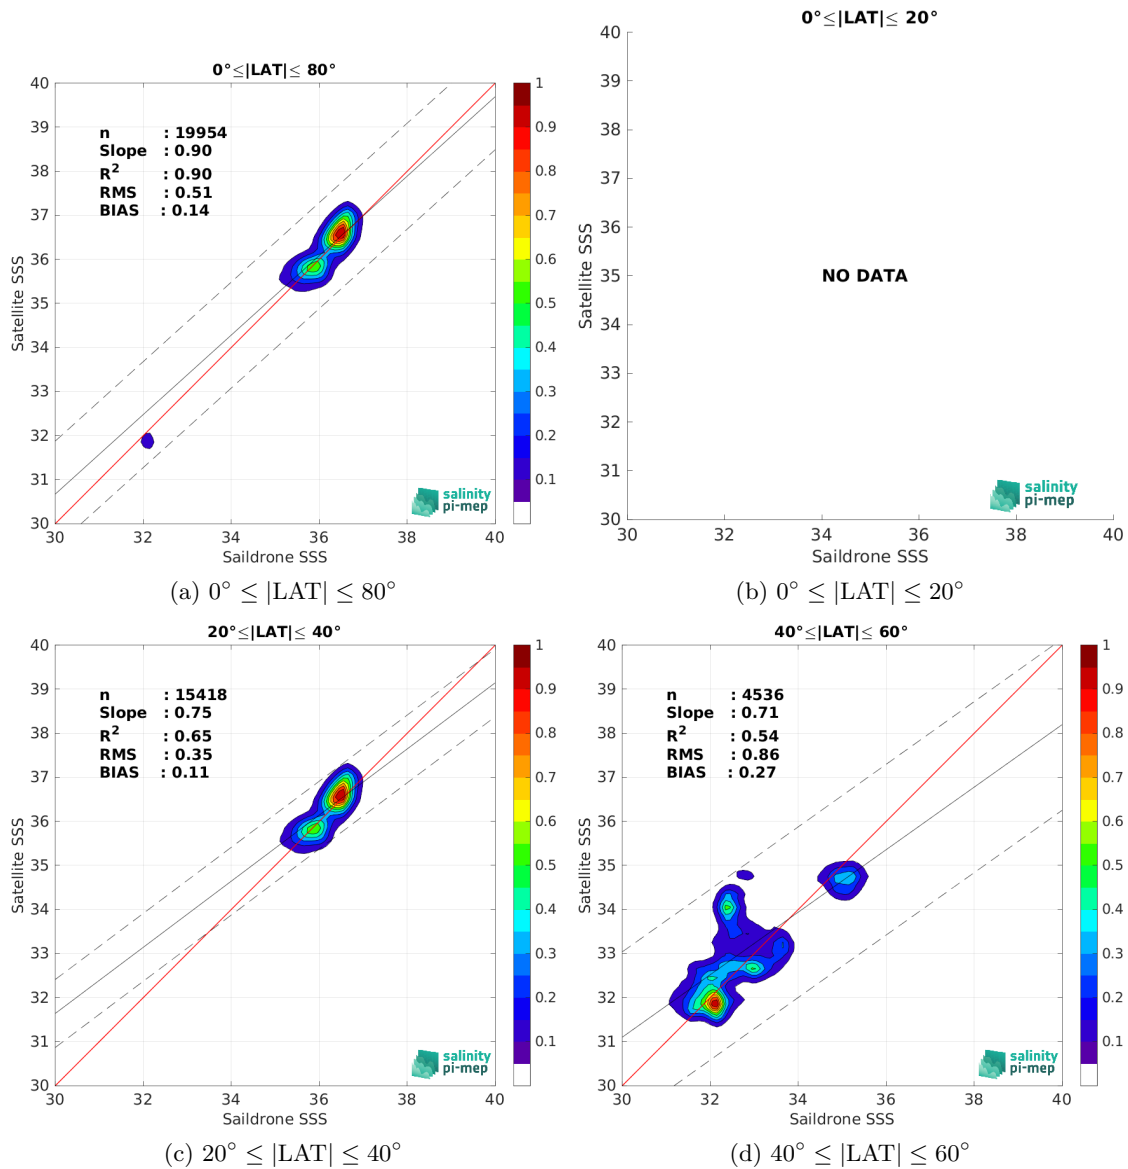 0°≤|LAT|≤ 80°
n : 19954
Slope : 0.90
R² : 0.90
RMS : 0.51
BIAS : 0.14
40
39
38
37
36
35
34
33
32
31
30
30 32 34 36 38 40
Satellite SSS
Saildrone SSS
1
0.9
0.8
0.7
0.6
0.5
0.4
0.3
0.2
0.1
salinity
pi-mep
(a) 0° ≤ |LAT| ≤ 80°
0°≤|LAT|≤ 20°
40
39
38
37
36
35
34
33
32
31
30
30 32 34 36 38 40
Satellite SSS
Saildrone SSS
NO DATA
salinity
pi-mep
(b) 0° ≤ |LAT| ≤ 20°
20°≤|LAT|≤ 40°
n : 15418
Slope : 0.75
R² : 0.65
RMS : 0.35
BIAS : 0.11
40
39
38
37
36
35
34
33
32
31
30
30 32 34 36 38 40
Satellite SSS
Saildrone SSS
1
0.9
0.8
0.7
0.6
0.5
0.4
0.3
0.2
0.1
salinity
pi-mep
(c) 20° ≤ |LAT| ≤ 40°
40°≤|LAT|≤ 60°
n : 4536
Slope : 0.71
R² : 0.54
RMS : 0.86
BIAS : 0.27
40
39
38
37
36
35
34
33
32
31
30
30 32 34 36 38 40
Satellite SSS
Saildrone SSS
1
0.9
0.8
0.7
0.6
0.5
0.4
0.3
0.2
0.1
salinity
pi-mep
(d) 40° ≤ |LAT| ≤ 60°